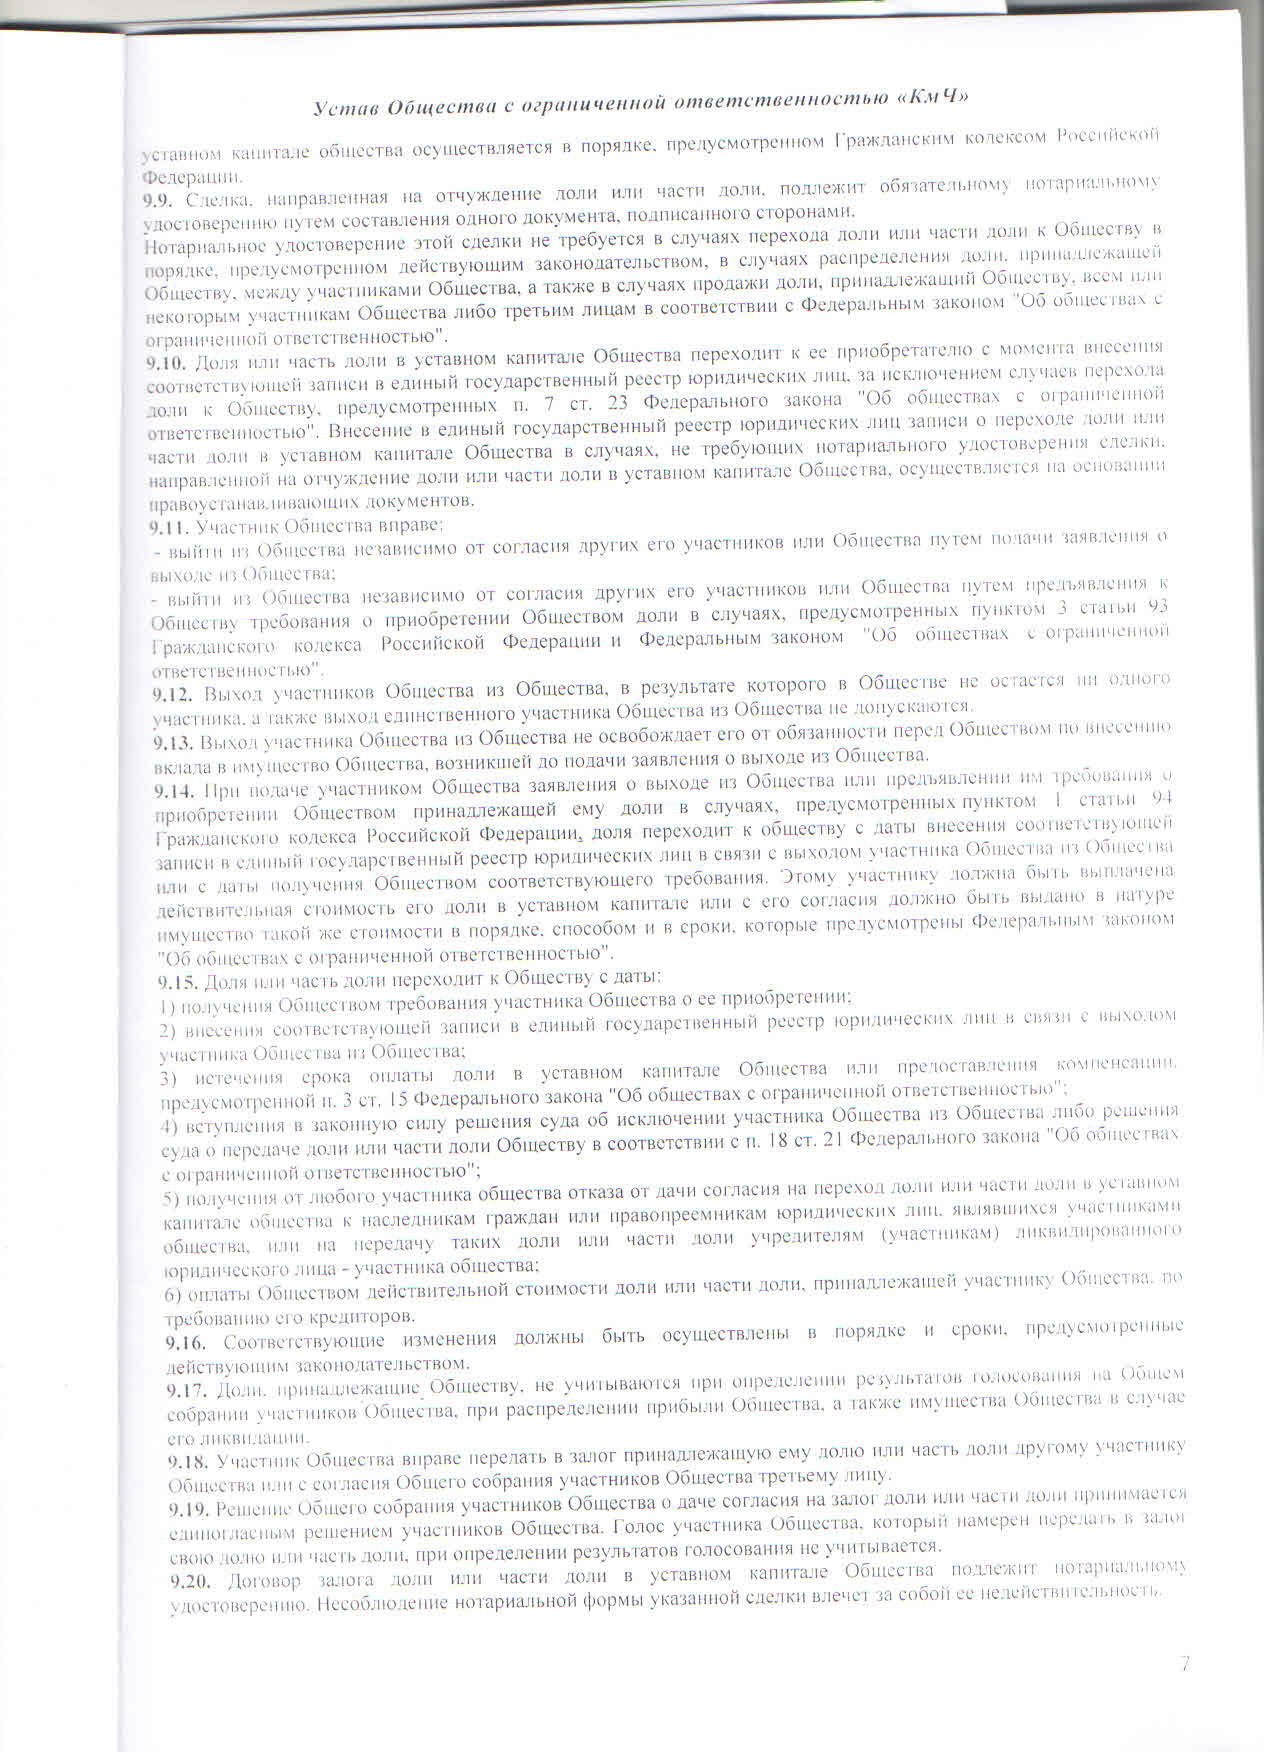 Устав Общества с ограниченной ответственностью «КмЧ»
уставном капитале общества осуществляется в порядке, предусмотренном Гражданским кодексом Российской
Федерации.
9.9. Сделка, направленная на отчуждение доли или части доли, подлежит обязательному нотариальному
удостоверению путем составления одного документа, подписанного сторонами.
Нотариальное удостоверение этой сделки не требуется в случаях перехода доли или части доли к Обществу в
порядке, предусмотренном действующим законодательством, в случаях распределения доли, принадлежащей
Обществу, между участниками Общества, а также в случаях продажи доли, принадлежащий Обществу, всем или
некоторым участникам Общества либо третьим лицам в соответствии с Федеральным законом "Об обществах с
ограниченной ответственностью".
9.10. Доля или часть доли в уставном капитале Общества переходит к ее приобретателю с момента внесения
соответствующей записи в единый государственный реестр юридических лиц, за исключением случаев перехода
доли к Обществу, предусмотренных п. 7 ст. 23 Федерального закона "Об обществах с ограниченной
ответственностью". Внесение в единый государственный реестр юридических лиц записи о переходе доли или
части доли в уставном капитале Общества в случаях, не требующих нотариального удостоверения сделки,
направленной на отчуждение доли или части доли в уставном капитале Общества, осуществляется на основании
правоустанавливающих документов.
9.11. Участник Общества вправе:
- выйти из Общества независимо от согласия других его участников или Общества путем подачи заявления о
выходе из Общества;
- выйти из Общества независимо от согласия других его участников или Общества путем предъявления к
Обществу требования о приобретении Обществом доли в случаях, предусмотренных пунктом 3 статьи 93
Гражданского кодекса Российской Федерации и Федеральным законом "Об обществах с ограниченной
ответственностью".
9.12. Выход участников Общества из Общества, в результате которого в Обществе не остается ни одного
участника, а также выход единственного участника Общества из Общества не допускаются.
9.13. Выход участника Общества из Общества не освобождает его от обязанности перед Обществом по внесению
вклада в имущество Общества, возникшей до подачи заявления о выходе из Общества.
9.14. При подаче участником Общества заявления о выходе из Общества или предъявлении им требования о
приобретении Обществом принадлежащей ему доли в случаях, предусмотренных пунктом 1 статьи 94
Гражданского кодекса Российской Федерации, доля переходит к обществу с даты внесения соответствующей
записи в единый государственный реестр юридических лиц в связи с выходом участника Общества из Общества
или с даты получения Обществом соответствующего требования. Этому участнику должна быть выплачена
действительная стоимость его доли в уставном капитале или с его согласия должно быть выдано в натуре
имущество такой же стоимости в порядке, способом и в сроки, которые предусмотрены Федеральным законом
"Об обществах с ограниченной ответственностью".
9.15. Доля или часть доли переходит к Обществу с даты:
1) получения Обществом требования участника Общества о ее приобретении;
2) внесения соответствующей записи в единый государственный реестр юридических лиц в связи с выходом
участника Общества из Общества;
3) истечения срока оплаты доли в уставном капитале Общества или предоставления компенсации,
предусмотренной п. 3 ст. 15 Федерального закона "Об обществах с ограниченной ответственностью";
4) вступления в законную силу решения суда об исключении участника Общества из Общества либо решения
суда о передаче доли или части доли Обществу в соответствии с п. 18 ст. 21 Федерального закона "Об обществах
с ограниченной ответственностью";
5) получения от любого участника общества отказа от дачи согласия на переход доли или части доли в уставном
капитале общества к наследникам граждан или правопреемникам юридических лиц, являвшихся участниками
общества, или на передачу таких доли или части доли учредителям (участникам) ликвидированного
юридического лица - участника общества;
6) оплаты Обществом действительной стоимости доли или части доли, принадлежащей участнику Общества, по
требованию его кредиторов.
9.16. Соответствующие изменения должны быть осуществлены в порядке и сроки, предусмотренные
действующим законодательством.
9.17. Доли, принадлежащие Обществу, не учитываются при определении результатов голосования на Общем
собрании участников Общества, при распределении прибыли Общества, а также имущества Общества в случае
его ликвидации.
9.18. Участник Общества вправе передать в залог принадлежащую ему долю или часть доли другому участнику
Общества или с согласия Общего собрания участников Общества третьему лицу.
9.19. Решение Общего собрания участников Общества о даче согласия на залог доли или части доли принимается
единогласным решением участников Общества. Голос участника Общества, который намерен передать в залог
свою долю или часть доли, при определении результатов голосования не учитывается.
9.20. Договор залога доли или части доли в уставном капитале Общества подлежит нотариальному
удостоверению. Несоблюдение нотариальной формы указанной сделки влечет за собой ее недействительность.
7